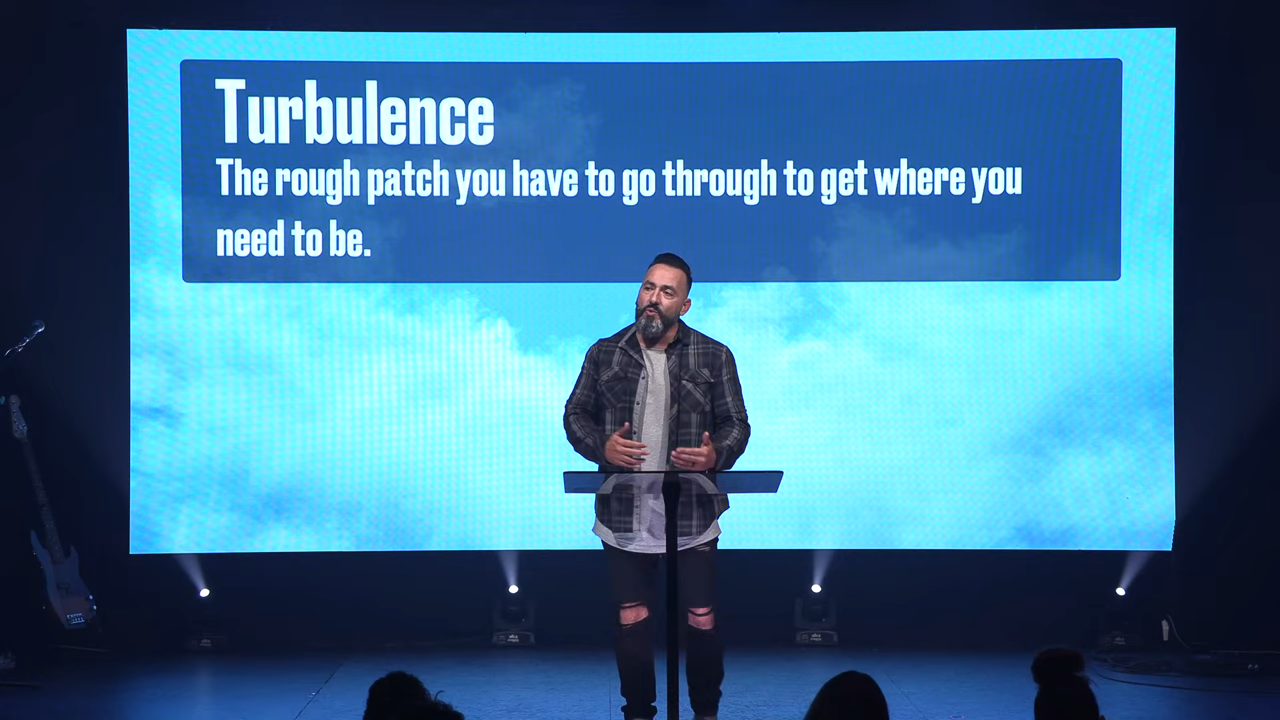 Turbulence
The rough patch you have to go through to get where you
need to be.